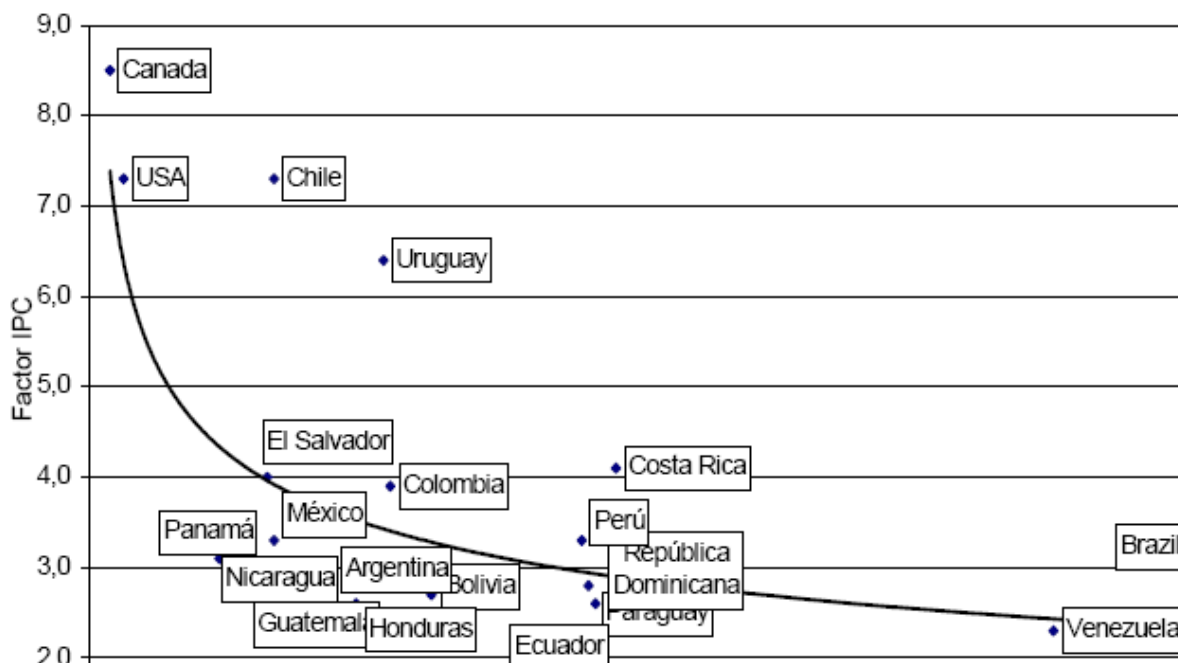 9,0
Canada
8,0
USA
Chile
7,0
Uruguay
6,0
Factor IPC
5,0
El Salvador
4,0
Costa Rica
Colombia
México
Perú
Panamá
República
Dominicana
Brazil
3,0
Argentina
Nicaragua
Bolivia
Paraguay
Guatemala
Honduras
Venezuela
Ecuador
2,0